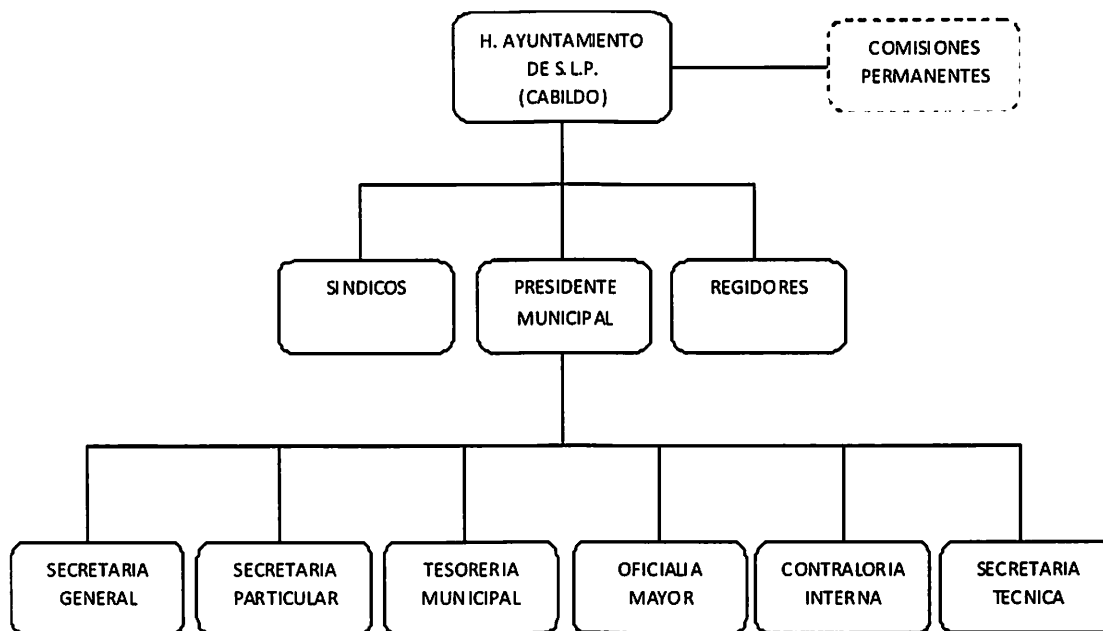 H. AYUNTAMIENTO
DE S. L.P.
(CABILDO)
COMISIONES
PERMANENTES
SINDICOS
PRESIDENTE
MUNICIPAL
REGIDORES
SECRETARIA
GENERAL
SECRETARIA
PARTICULAR
TESORERIA
MUNICIPAL
OFICIALIA
MAYOR
CONTRALORIA
INTERNA
SECRETARIA
TECNICA